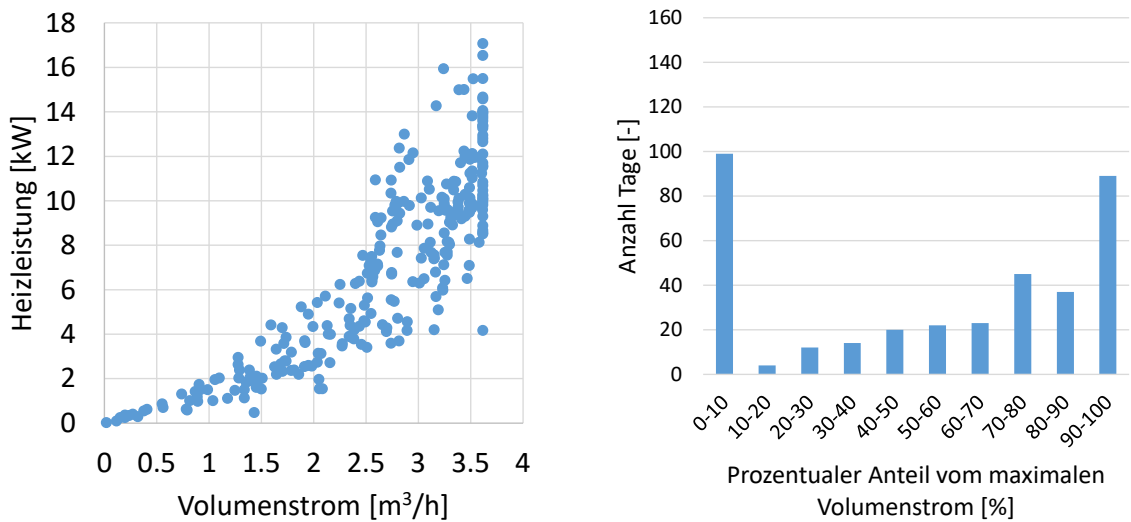 18
16
14
12
10
8
6
4
2
0
Heizleistung [kW]
0 0.5 1 1.5 2 2.5 3 3.5 4
Volumenstrom [m³/h]
160
140
120
100
80
60
40
20
0
Anzahl Tage [-]
0-10 10-20 20-30 30-40 40-50 50-60 60-70 70-80 80-90 90-100
Prozentualer Anteil vom maximalen
Volumenstrom [%]